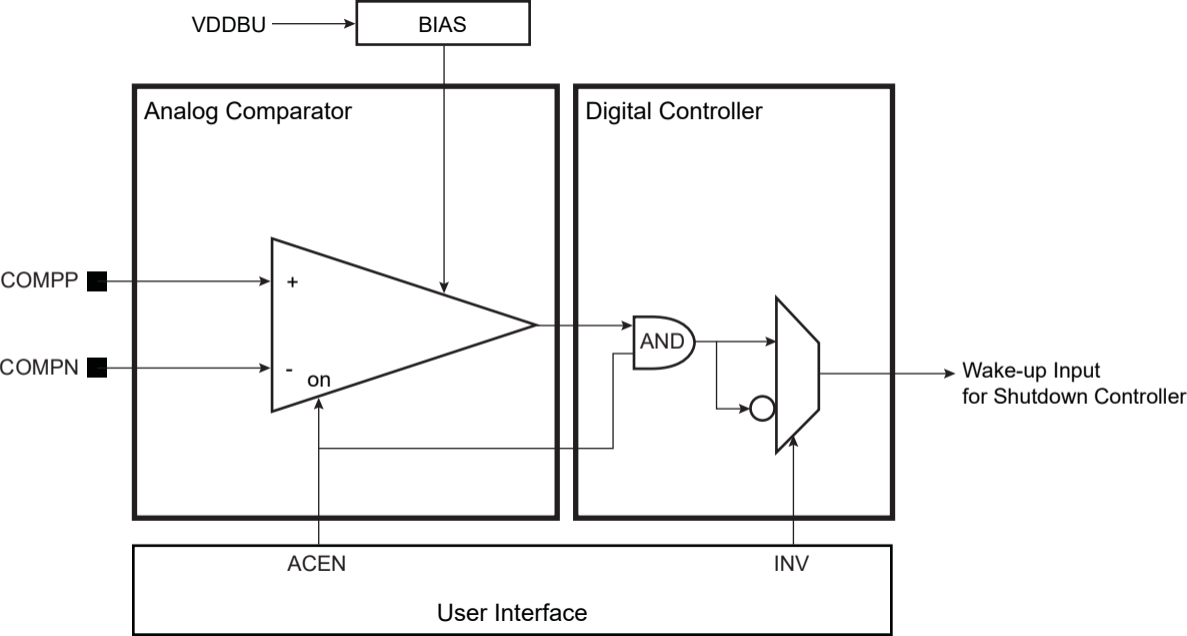 VDDBU
BIAS
Analog Comparator
Digital Controller
COMPP
+
AND
COMPN
-
on
Wake-up Input
for Shutdown Controller
ACEN
INV
User Interface